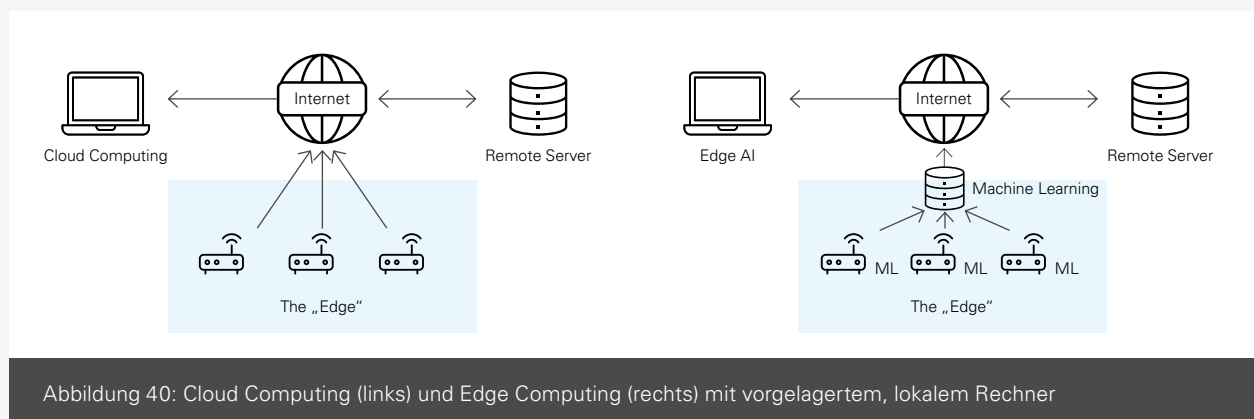 Internet
Cloud Computing
Remote Server
The „Edge“
Internet
Edge AI
Remote Server
Machine Learning
ML
ML
ML
The „Edge“
Abbildung 40: Cloud Computing (links) und Edge Computing (rechts) mit vorgelagertem, lokalem Rechner